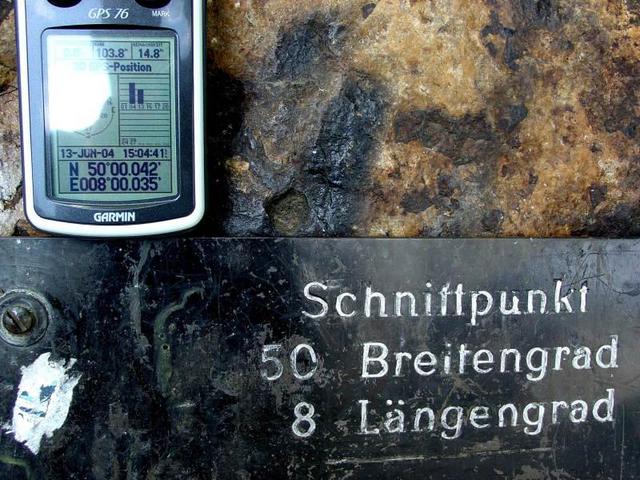 GPS 76
MARK
103.8" 14.8"
-Position
13-JUN-04 15:04:41
N 50°00.042'
E008°00.035'
GARMIN
Schnittpunkt
50 Breitengrad
8 Längengrad